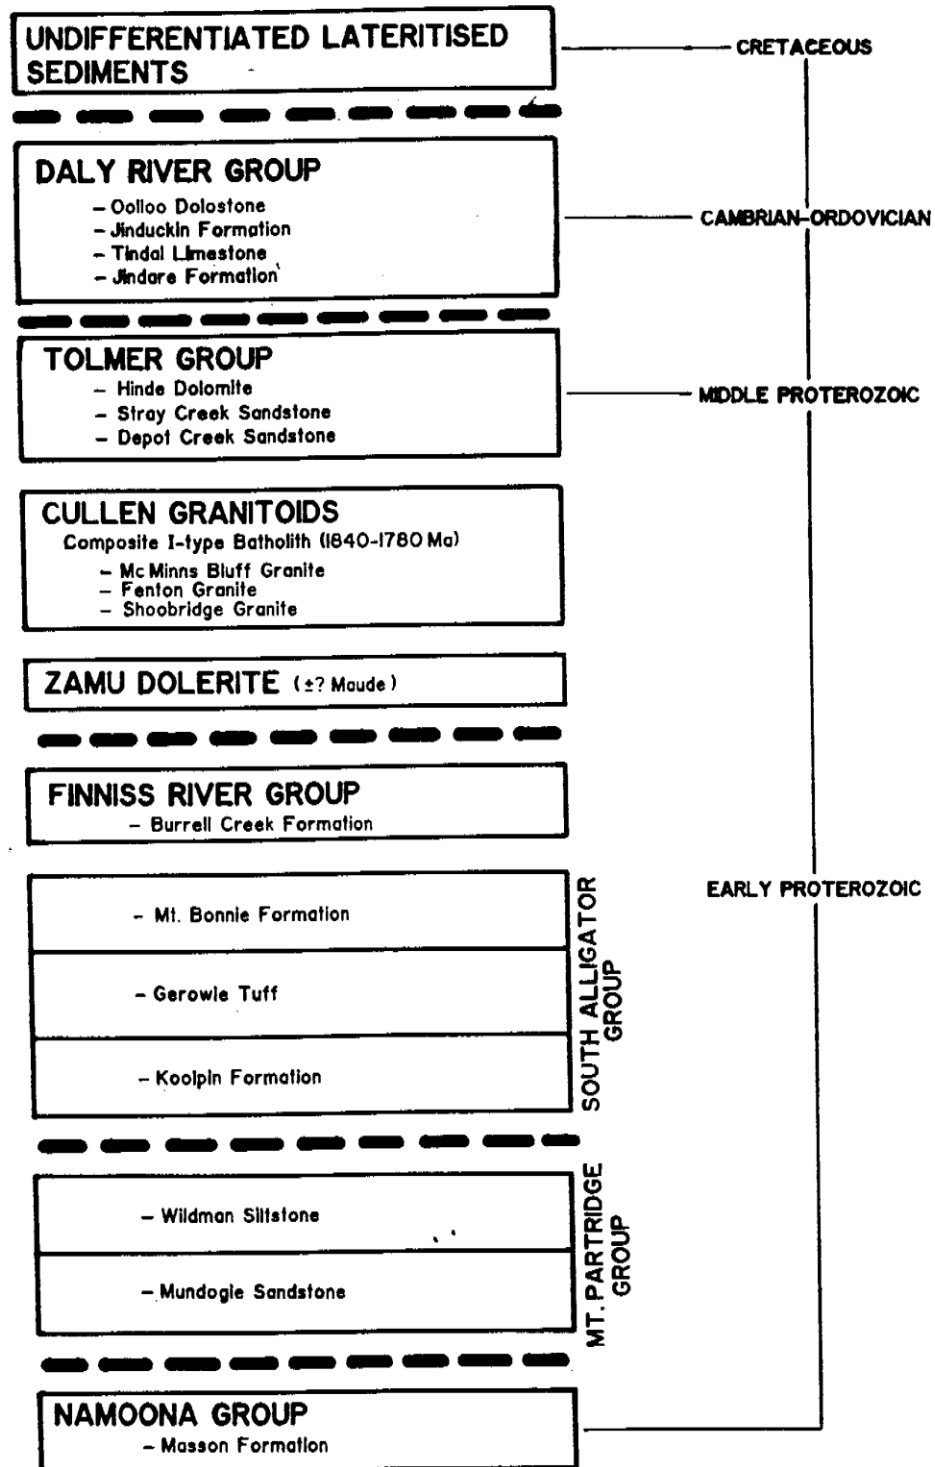 UNDIFFERENTIATED LATERITISED
SEDIMENTS
CRETACEOUS
DALY RIVER GROUP
– Oolloo Dolostone
– Jinduckin Formation
– Tindal Limestone
– Jindare Formation
CAMBRIAN-ORDOVICIAN
TOLMER GROUP
– Hinde Dolomite
– Stray Creek Sandstone
– Depot Creek Sandstone
MIDDLE PROTEROZOIC
CULLEN GRANITOIDS
Composite I-type Batholith (1840-1780 Ma)
– Mc Minns Bluff Granite
– Fenton Granite
– Shoobridge Granite
ZAMU DOLERITE (±? Maude)
FINNISS RIVER GROUP
– Burrell Creek Formation
– Mt. Bonnie Formation
– Gerowie Tuff
– Koolpin Formation
SOUTH ALLIGATOR
GROUP
EARLY PROTEROZOIC
– Wildman Siltstone
– Mundogie Sandstone
MT. PARTRIDGE
GROUP
NAMOONA GROUP
– Masson Formation